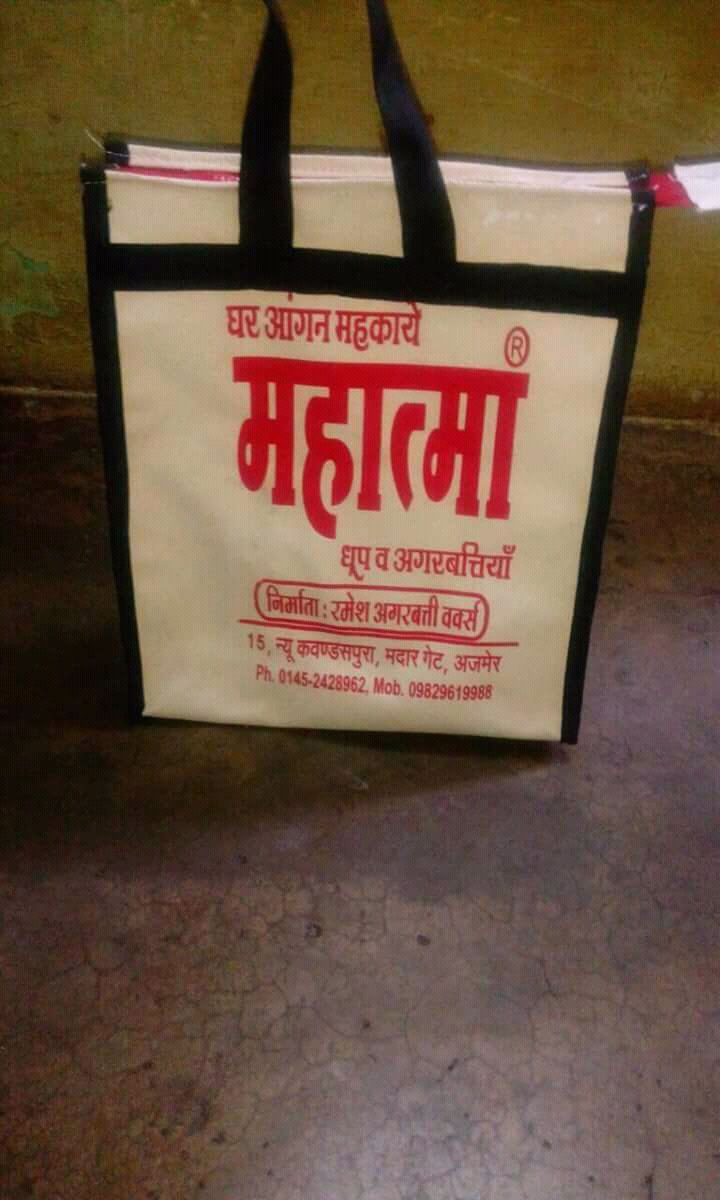 घर आंगन महकाये
महात्मां ®
धूप व अगरबत्तियाँ
निर्माता : रमेश अगरबत्ती वर्क्स
15, न्यू कवण्डसपुरा, मदार गेट, अजमेर
Ph. 0145-2428962, Mob. 09829619988